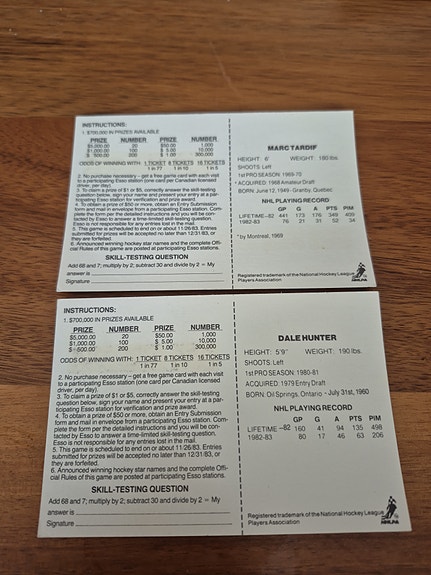 INSTRUCTIONS:
1. $700,000 IN PRIZES AVAILABLE
PRIZE NUMBER PRIZE NUMBER
$5,000.00 20 $50.00 1,000
$1,000.00 100 $ 5.00 10,000
$ 500.00 200 $ 1.00 300,000
ODDS OF WINNING WITH: 1 TICKET 8 TICKETS 16 TICKETS
1 in 77 1 in 10 1 in 5
2. No purchase necessary – get a free game card with each visit
to a participating Esso station (one card per Canadian licensed
driver, per day).
3. To claim a prize of $1 or $5, correctly answer the skill-testing
question below, sign your name and present your entry at a par-
ticipating Esso station for verification and prize award.
4. To obtain a prize of $50 or more, obtain an Entry Submission
form and mail in envelope from a participating Esso station. Com-
plete the form per the detailed instructions and you will be con-
tacted by Esso to answer a time-limited skill-testing question.
Esso is not responsible for any entries lost in the mail.
5. This game is scheduled to end on or about 11/26/83. Entries
submitted for prizes will be accepted no later than 12/31/83, or
they are forfeited.
6. Announced winning hockey star names and the complete Offi-
cial Rules of this game are posted at participating Esso stations.
SKILL-TESTING QUESTION
Add 68 and 7; multiply by 2; subtract 30 and divide by 2 = My
answer is
Signature
MARC TARDIF
HEIGHT: 6' WEIGHT: 180 lbs.
SHOOTS: Left
1st PRO SEASON: 1969-70
* ACQUIRED: 1968 Amateur Draft
BORN: June 12, 1949 - Granby, Quebec
NHL PLAYING RECORD
GP G A PTS PIM
LIFETIME –82 441 173 176 349 409
1982-83 76 21 31 52 34
* by Montreal, 1969
Registered trademark of the National Hockey League
Players Association
NHLPA
INSTRUCTIONS:
1. $700,000 IN PRIZES AVAILABLE
PRIZE NUMBER PRIZE NUMBER
$5,000.00 20 $50.00 1,000
$1,000.00 100 $ 5.00 10,000
$ 500.00 200 $ 1.00 300,000
ODDS OF WINNING WITH: 1 TICKET 8 TICKETS 16 TICKETS
1 in 77 1 in 10 1 in 5
2. No purchase necessary – get a free game card with each visit
to a participating Esso station (one card per Canadian licensed
driver, per day).
3. To claim a prize of $1 or $5, correctly answer the skill-testing
question below, sign your name and present your entry at a par-
ticipating Esso station for verification and prize award.
4. To obtain a prize of $50 or more, obtain an Entry Submission
form and mail in envelope from a participating Esso station. Com-
plete the form per the detailed instructions and you will be con-
tacted by Esso to answer a time-limited skill-testing question.
Esso is not responsible for any entries lost in the mail.
5. This game is scheduled to end on or about 11/26/83. Entries
submitted for prizes will be accepted no later than 12/31/83, or
they are forfeited.
6. Announced winning hockey star names and the complete Offi-
cial Rules of this game are posted at participating Esso stations.
SKILL-TESTING QUESTION
Add 68 and 7; multiply by 2; subtract 30 and divide by 2 = My
answer is
Signature
DALE HUNTER
HEIGHT: 5'9" WEIGHT: 190 lbs.
SHOOTS: Left
1st PRO SEASON: 1980-81
ACQUIRED: 1979 Entry Draft
BORN: Oil Springs, Ontario - July 31st, 1960
NHL PLAYING RECORD
GP G A PTS PIM
LIFETIME –82 160 41 94 135 498
1982-83 80 17 46 63 206
Registered trademark of the National Hockey League
Players Association
NHLPA